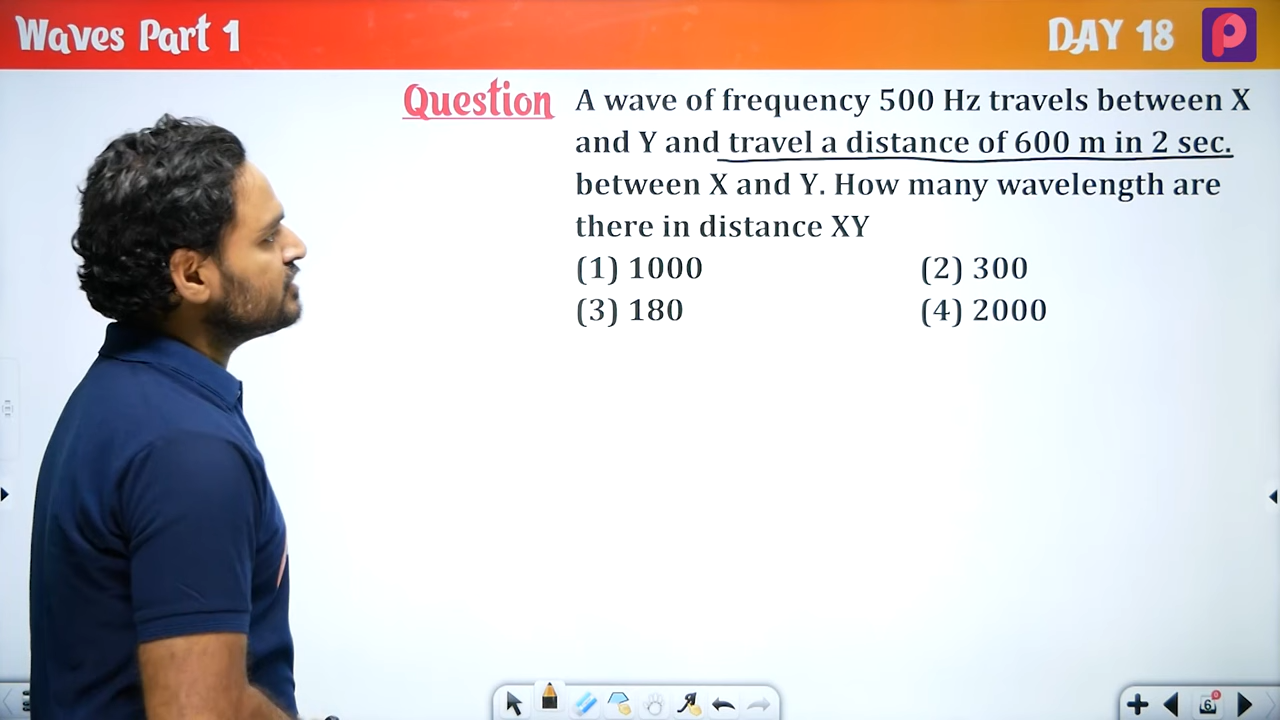 Waves Part 1
DAY 18
Question
A wave of frequency 500 Hz travels between X
and Y and travel a distance of 600 m in 2 sec.
between X and Y. How many wavelength are
there in distance XY
(1) 1000 (2) 300
(3) 180 (4) 2000
6